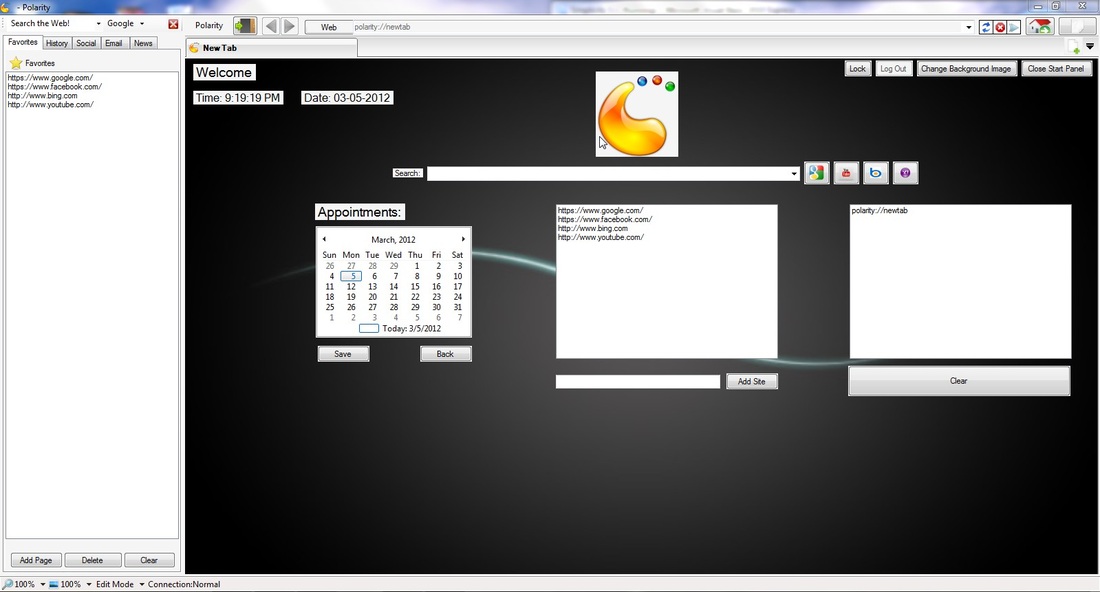 - Polarity
Search the Web!
Google
Polarity
Web
polarity://newtab
Favorites
History
Social
Email
News
New Tab
Favorites
https://www.google.com/
https://www.facebook.com/
http://www.bing.com
http://www.youtube.com/
Welcome
Lock
Log Out
Change Background Image
Close Start Panel
Time: 9:19:19 PM
Date: 03-05-2012
Search:
Appointments:
March, 2012
Sun Mon Tue Wed Thu Fri Sat
26 27 28 29 1 2 3
4 5 6 7 8 9 10
11 12 13 14 15 16 17
18 19 20 21 22 23 24
25 26 27 28 29 30 31
1 2 3 4 5 6 7
Today: 3/5/2012
Save
Back
https://www.google.com/
https://www.facebook.com/
http://www.bing.com
http://www.youtube.com/
Add Site
polarity://newtab
Clear
Add Page
Delete
Clear
100%
100%
Edit Mode
Connection:Normal